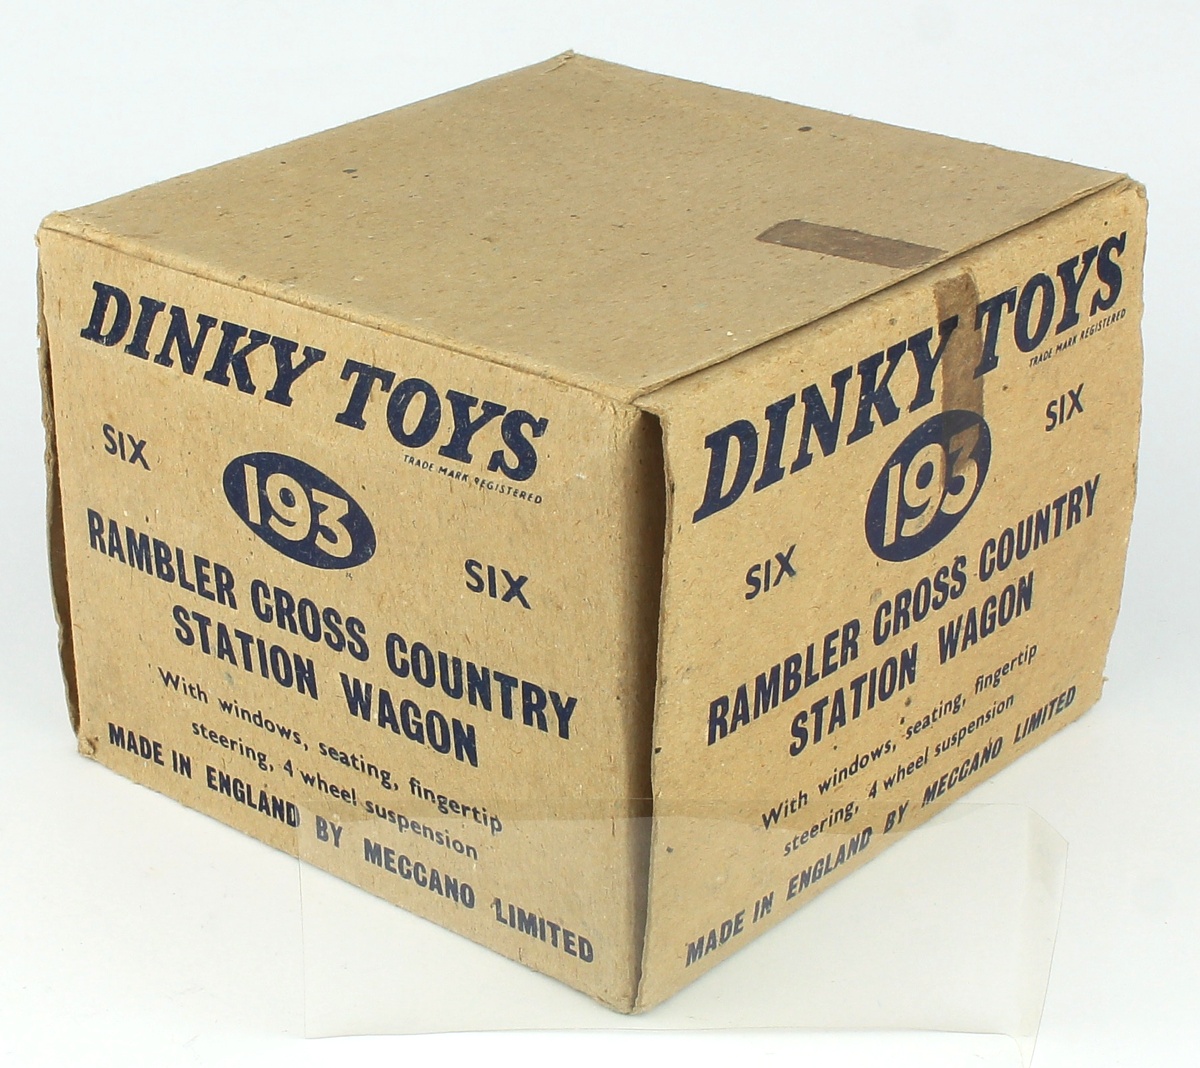 DINKY TOYS
TRADE MARK REGISTERED
SIX 193 SIX
RAMBLER CROSS COUNTRY
STATION WAGON
With windows, seating, fingertip
steering, 4 wheel suspension
MADE IN ENGLAND BY MECCANO LIMITED
DINKY TOYS
TRADE MARK REGISTERED
SIX 193 SIX
RAMBLER CROSS COUNTRY
STATION WAGON
With windows, seating, fingertip
steering, 4 wheel suspension
MADE IN ENGLAND BY MECCANO LIMITED